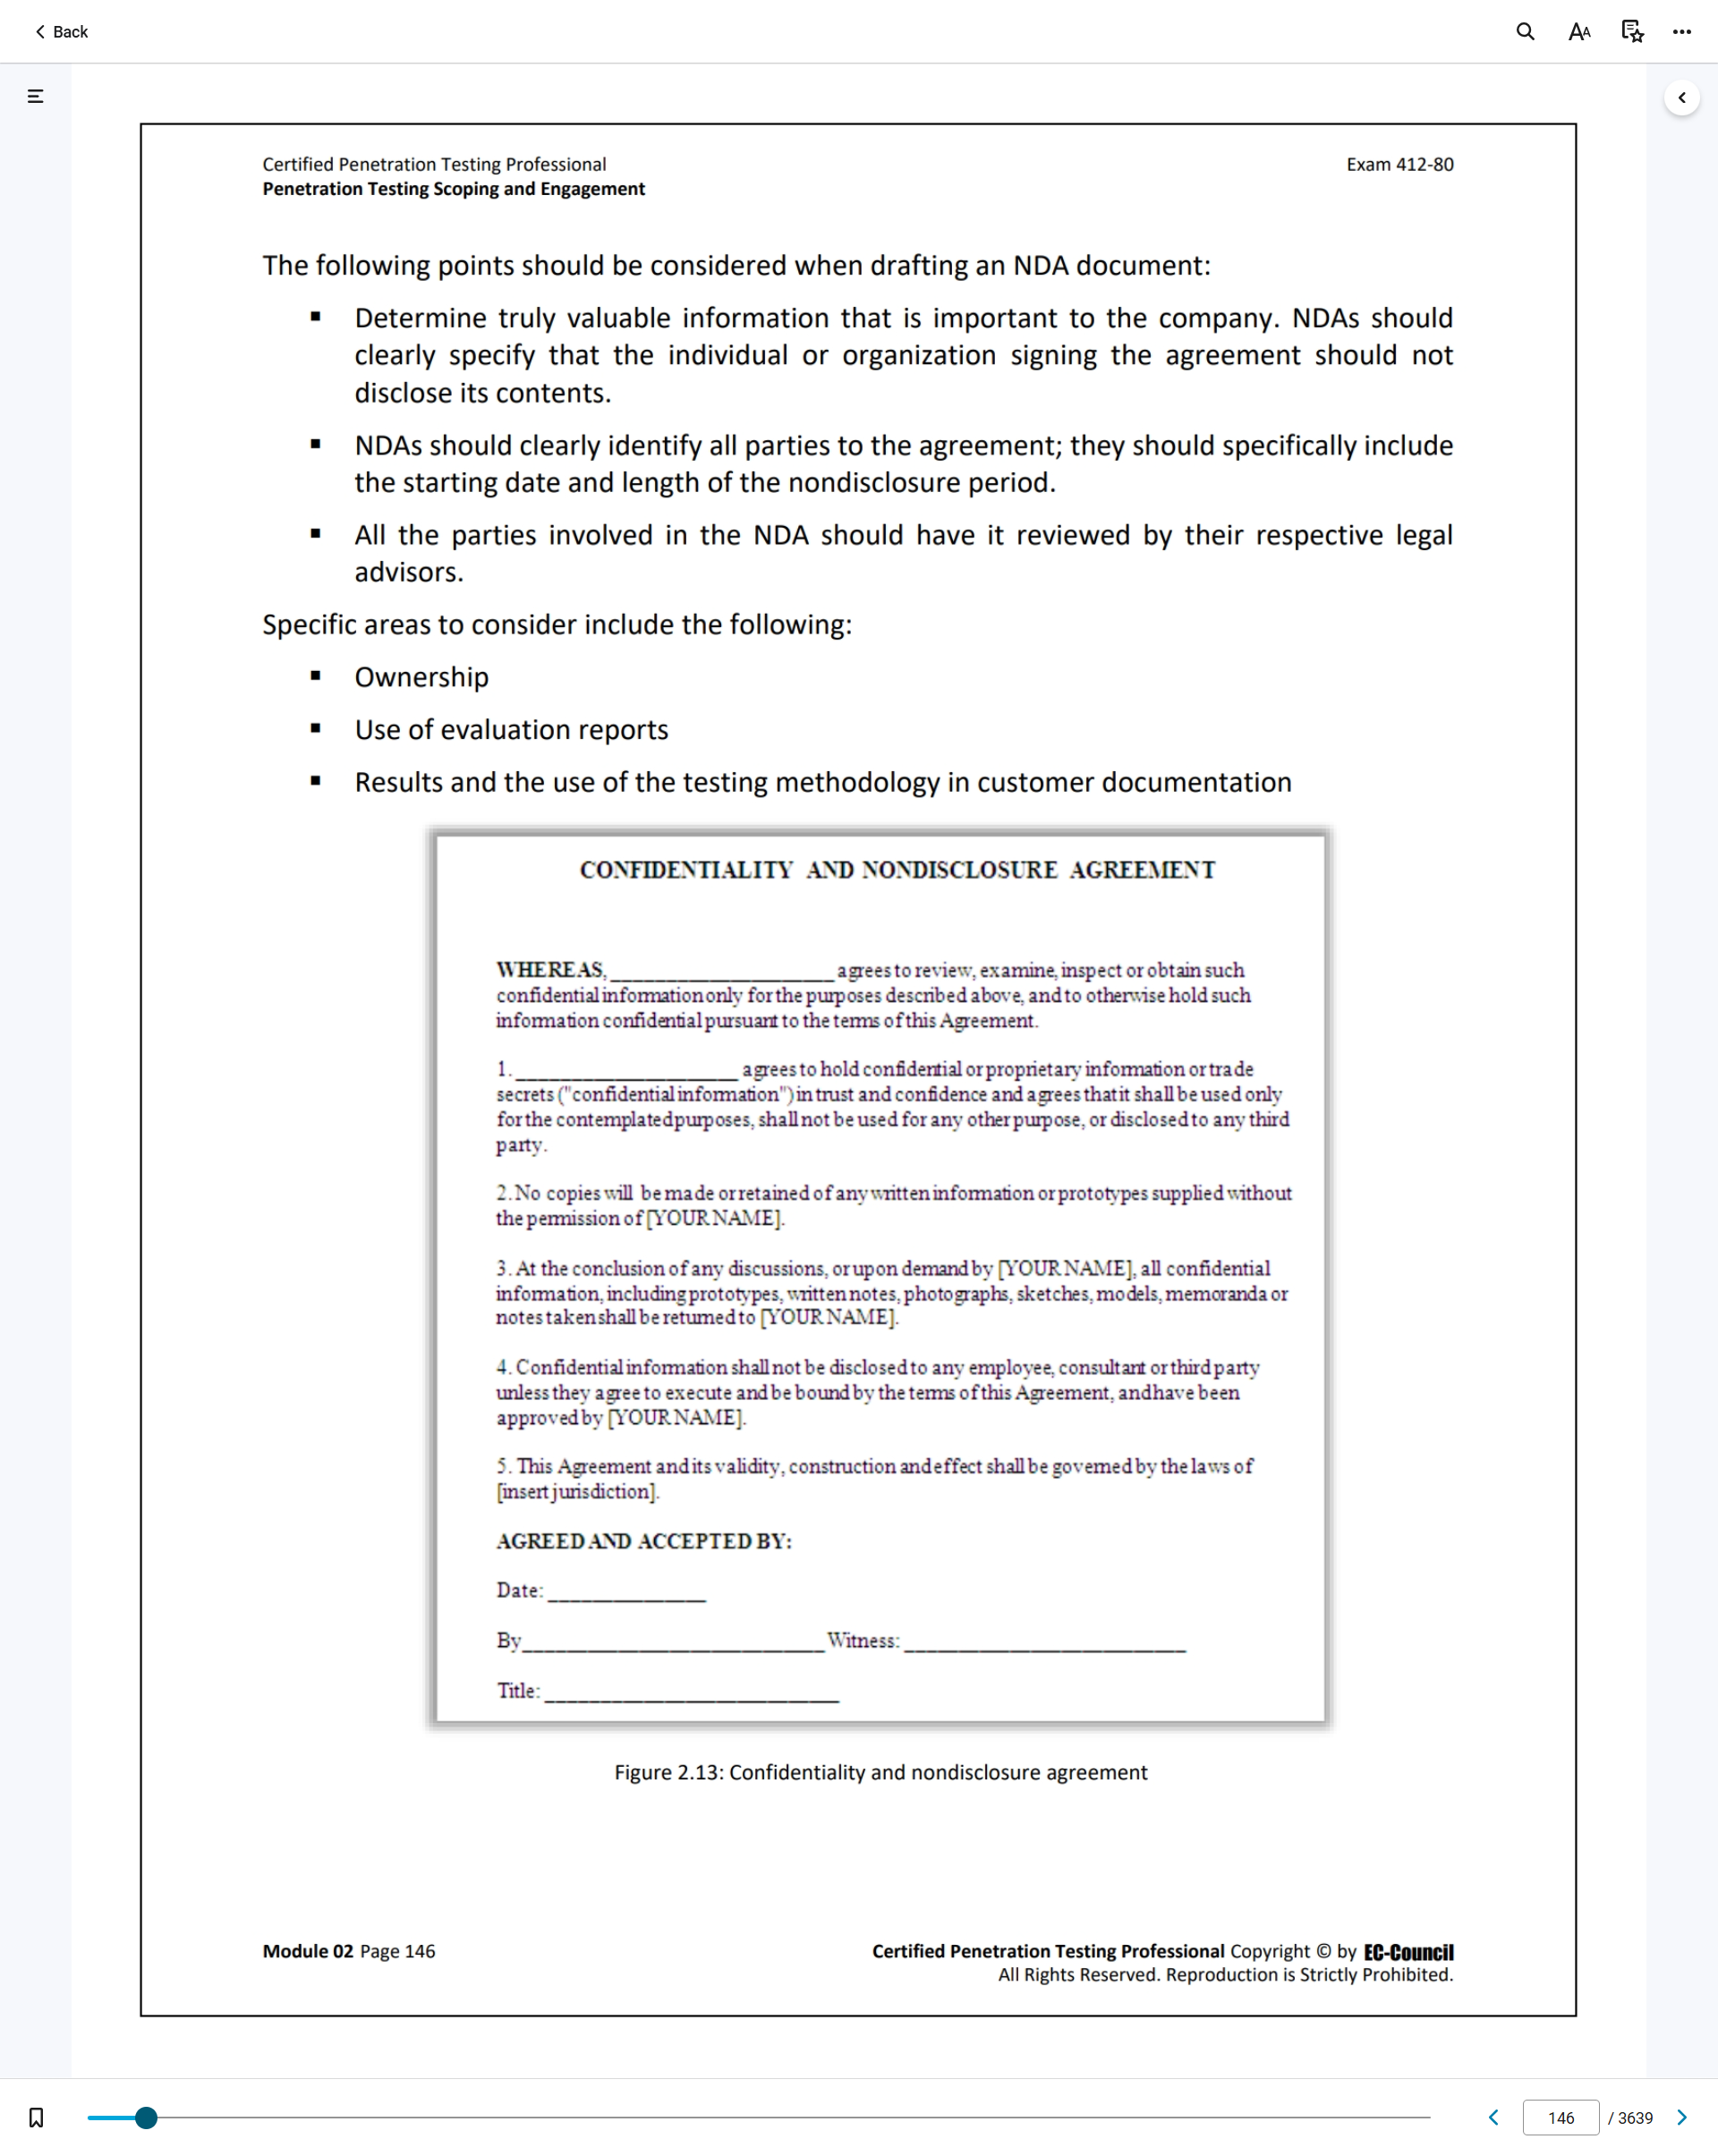 Back
Certified Penetration Testing Professional Exam 412-80
Penetration Testing Scoping and Engagement
The following points should be considered when drafting an NDA document:
▪ Determine truly valuable information that is important to the company. NDAs should
clearly specify that the individual or organization signing the agreement should not
disclose its contents.
▪ NDAs should clearly identify all parties to the agreement; they should specifically include
the starting date and length of the nondisclosure period.
▪ All the parties involved in the NDA should have it reviewed by their respective legal
advisors.
Specific areas to consider include the following:
▪ Ownership
▪ Use of evaluation reports
▪ Results and the use of the testing methodology in customer documentation
CONFIDENTIALITY AND NONDISCLOSURE AGREEMENT
WHEREAS, ____________________ agrees to review, examine, inspect or obtain such
confidential information only for the purposes described above, and to otherwise hold such
information confidential pursuant to the terms of this Agreement.
1. ____________________ agrees to hold confidential or proprietary information or trade
secrets ("confidential information") in trust and confidence and agrees that it shall be used only
for the contemplated purposes, shall not be used for any other purpose, or disclosed to any third
party.
2. No copies will be made or retained of any written information or prototypes supplied without
the permission of [YOUR NAME].
3. At the conclusion of any discussions, or upon demand by [YOUR NAME], all confidential
information, including prototypes, written notes, photographs, sketches, models, memoranda or
notes taken shall be returned to [YOUR NAME].
4. Confidential information shall not be disclosed to any employee, consultant or third party
unless they agree to execute and be bound by the terms of this Agreement, and have been
approved by [YOUR NAME].
5. This Agreement and its validity, construction and effect shall be governed by the laws of
[insert jurisdiction].
AGREED AND ACCEPTED BY:
Date: ______________
By___________________________ Witness: _________________________
Title: __________________________
Figure 2.13: Confidentiality and nondisclosure agreement
Module 02 Page 146 Certified Penetration Testing Professional Copyright © by EC-Council
All Rights Reserved. Reproduction is Strictly Prohibited.
146 / 3639